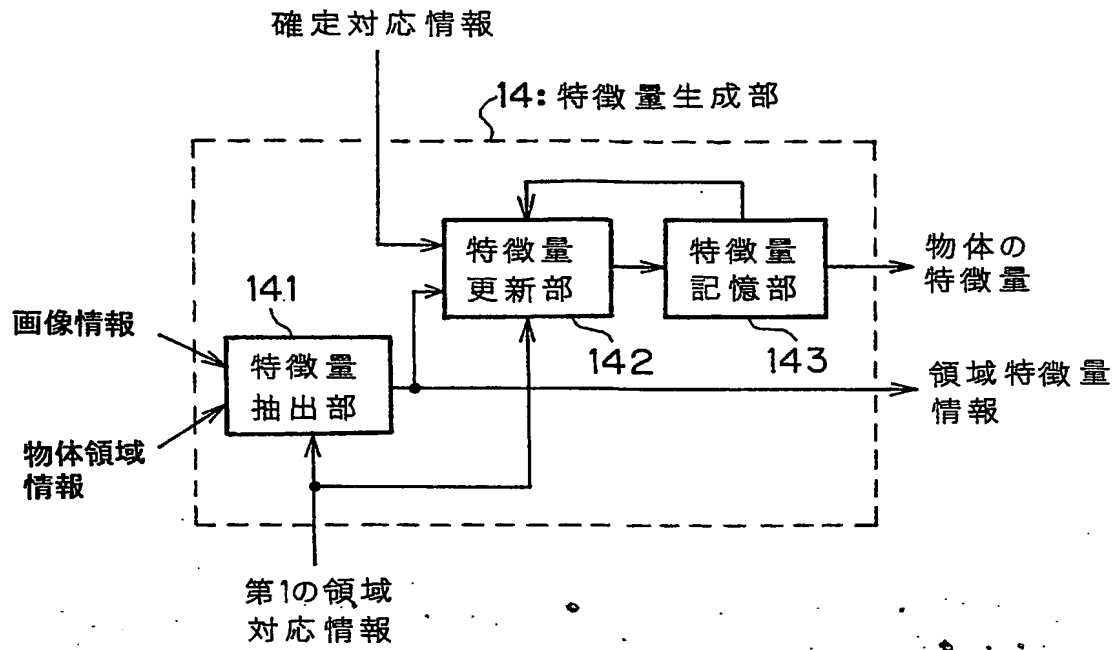 確定対応情報
14:特徴量生成部
特徴量
更新部
特徴量
記憶部
物体の
特徴量
141
画像情報
142
143
特徴量
抽出部
領域特徴量
情報
物体領域
情報
第1の領域
対応情報